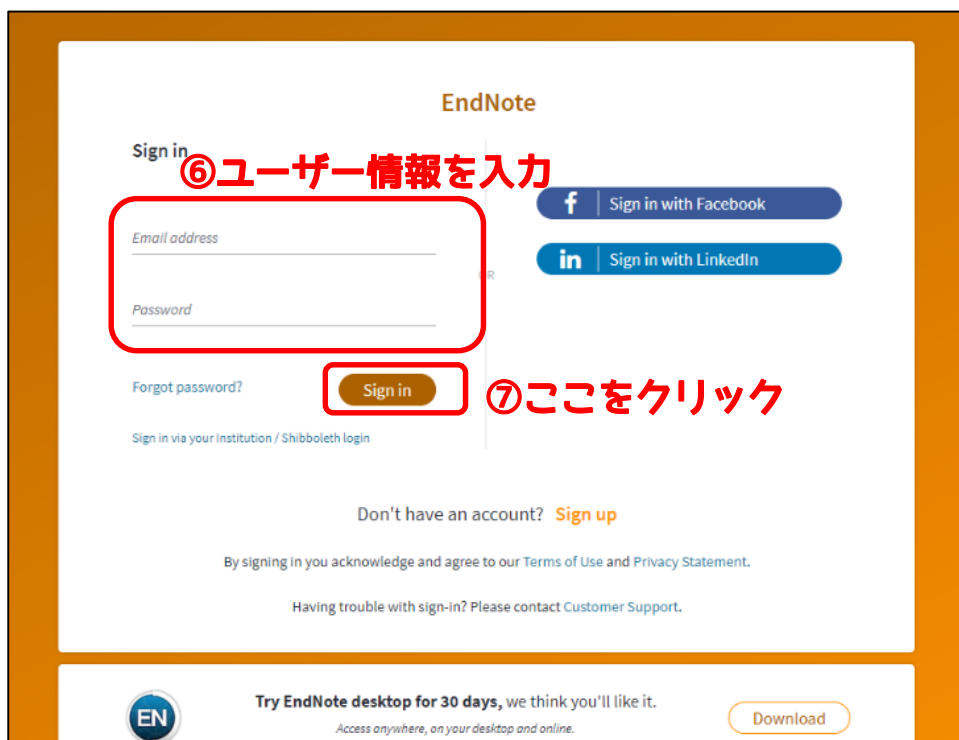 EndNote
Sign in
⑥ユーザー情報を入力
Email address
Password
Forgot password?
Sign in
⑦ここをクリック
Sign in via your Institution / Shibboleth login
OR
f Sign in with Facebook
in Sign in with LinkedIn
Don't have an account? Sign up
By signing in you acknowledge and agree to our Terms of Use and Privacy Statement.
Having trouble with sign-in? Please contact Customer Support.
EN
Try EndNote desktop for 30 days, we think you'll like it.
Access anywhere, on your desktop and online.
Download